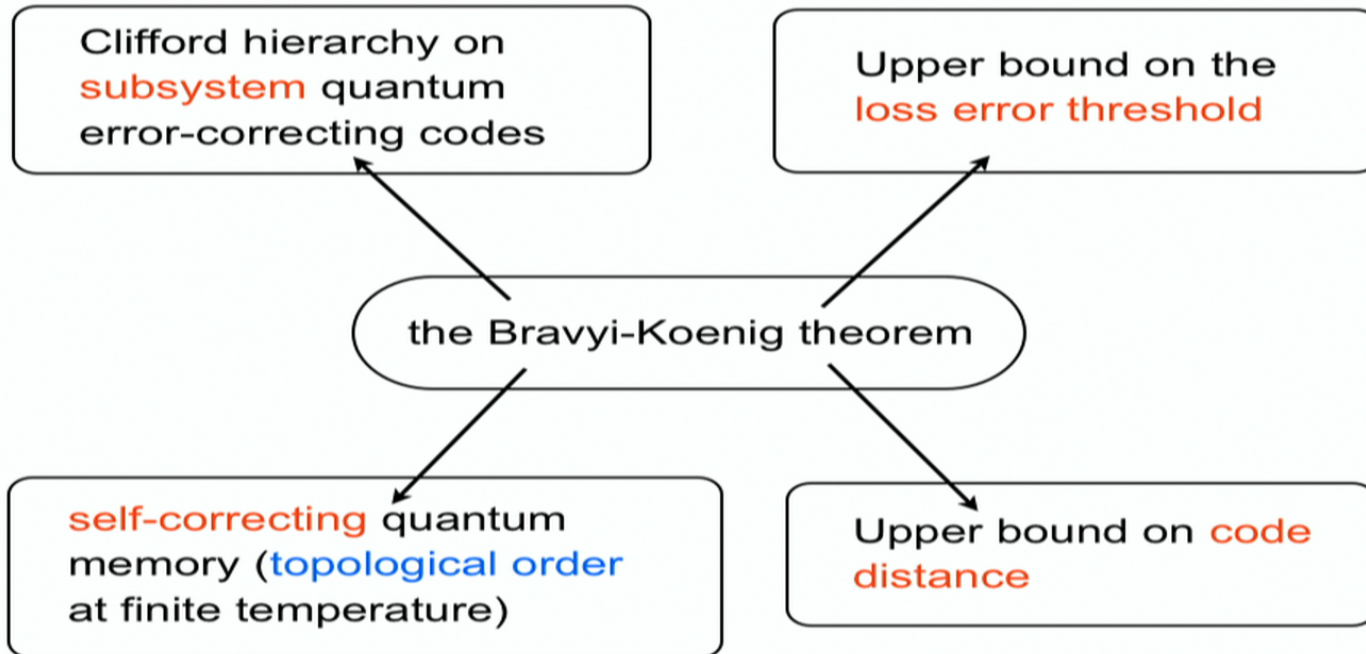 Clifford hierarchy on
subsystem quantum
error-correcting codes
Upper bound on the
loss error threshold
the Bravyi-Koenig theorem
self-correcting quantum
memory (topological order
at finite temperature)
Upper bound on code
distance